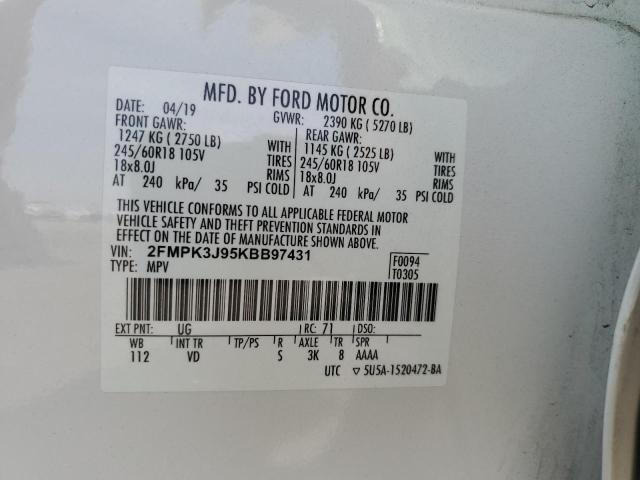 MFD. BY FORD MOTOR CO.
DATE: 04/19 GVWR: 2390 KG ( 5270 LB)
FRONT GAWR: REAR GAWR:
1247 KG ( 2750 LB) WITH 1145 KG ( 2525 LB) WITH
245/60R18 105V TIRES 245/60R18 105V TIRES
18x8.0J RIMS 18x8.0J RIMS
AT 240 kPa/ 35 PSI COLD AT 240 kPa/ 35 PSI COLD
THIS VEHICLE CONFORMS TO ALL APPLICABLE FEDERAL MOTOR
VEHICLE SAFETY AND THEFT PREVENTION STANDARDS IN
EFFECT ON THE DATE OF MANUFACTURE SHOWN ABOVE.
VIN: 2FMPK3J95KBB97431 F0094
TYPE: MPV T0305
EXT PNT: UG RC: 71 DSO:
WB INT TR TP/PS R AXLE TR SPR
112 VD S 3K 8 AAAA
UTC ▽ 5U5A-1520472-BA